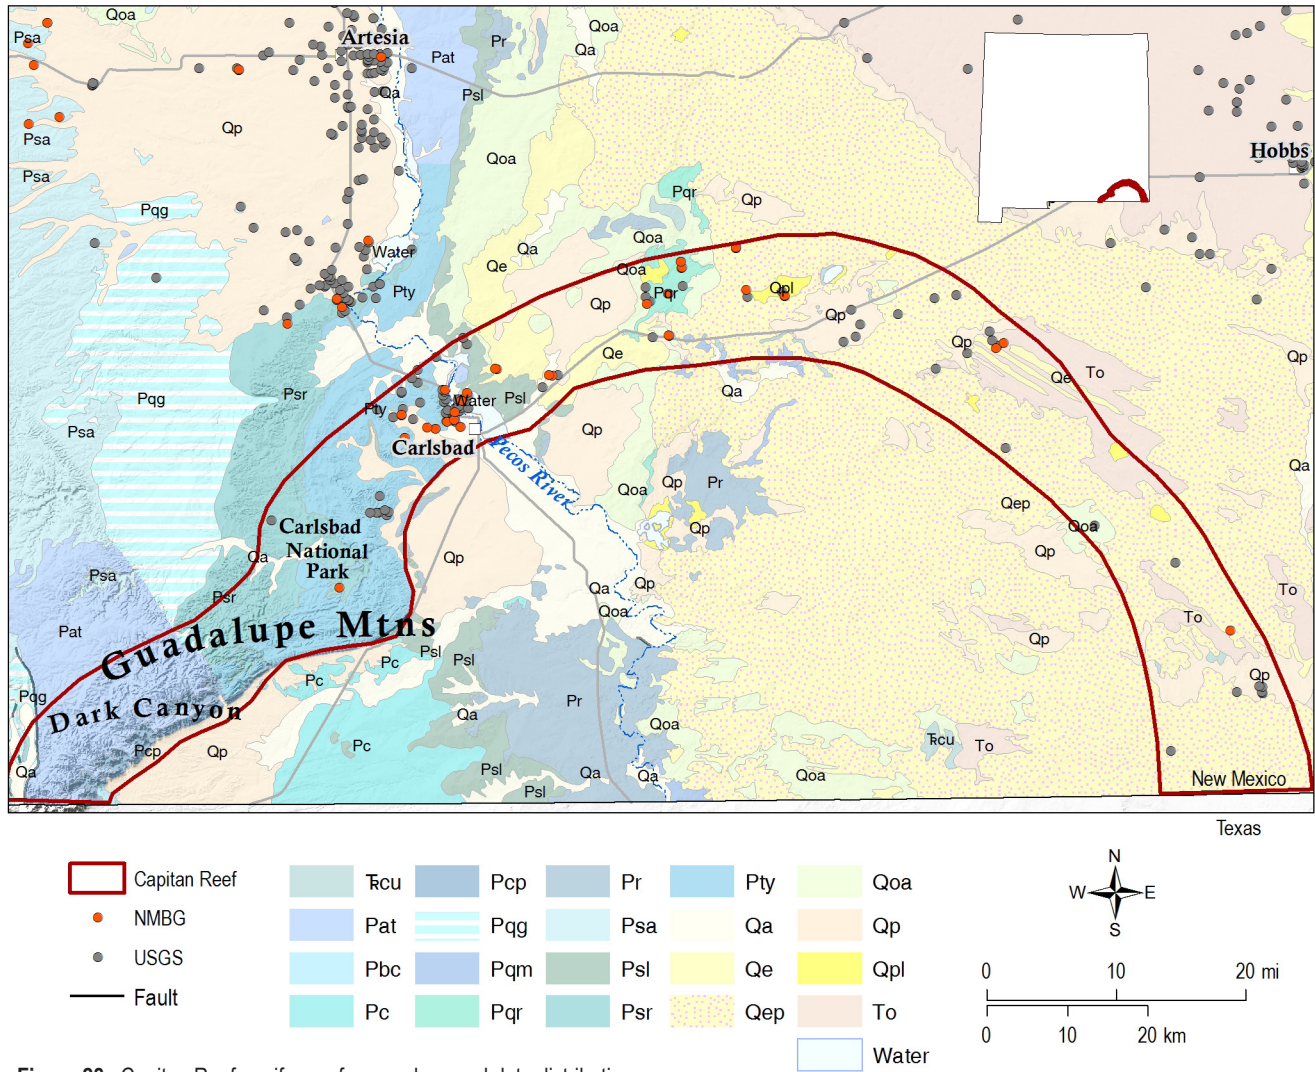 Qoa
Psa
Artesia
Pr
Qoa
Qa
Pat
Qa
Psl
Qp
Psa
Qoa
Hobbs
Psa
Pqr
Qp
Pqg
Qoa
Water
Qa
Qe
Qoa
Pty
Pqr
Qpl
Qp
Qp
Qp
Qe
Qp
To
Qe
Psr
Pqg
Pty
Water
Psl
Qa
Psa
Qp
Carlsbad
Pecos River
Qa
Qoa
Qp
Pr
Qep
Carlsbad
National
Park
Qp
Qoa
Qa
Qp
Qp
Psa
Qa
Qp
To
Psr
Qoa
To
Pat
Guadalupe Mtns
Qp
Psl
Psl
Pc
Pc
Qp
Pqg
Dark Canyon
Pr
Qa
Qoa
Pcp
Qp
Pc
Ꞧcu
To
Qa
Psl
Qa
Qa
Qoa
New Mexico
Psl
Texas
Capitan Reef
NMBG
USGS
Fault
Ꞧcu
Pcp
Pr
Pty
Qoa
Pat
Pqg
Psa
Qa
Qp
Pbc
Pqm
Psl
Qe
Qpl
Pc
Pqr
Psr
Qep
To
Water
N
W
E
S
0 10 20 mi
0 10 20 km